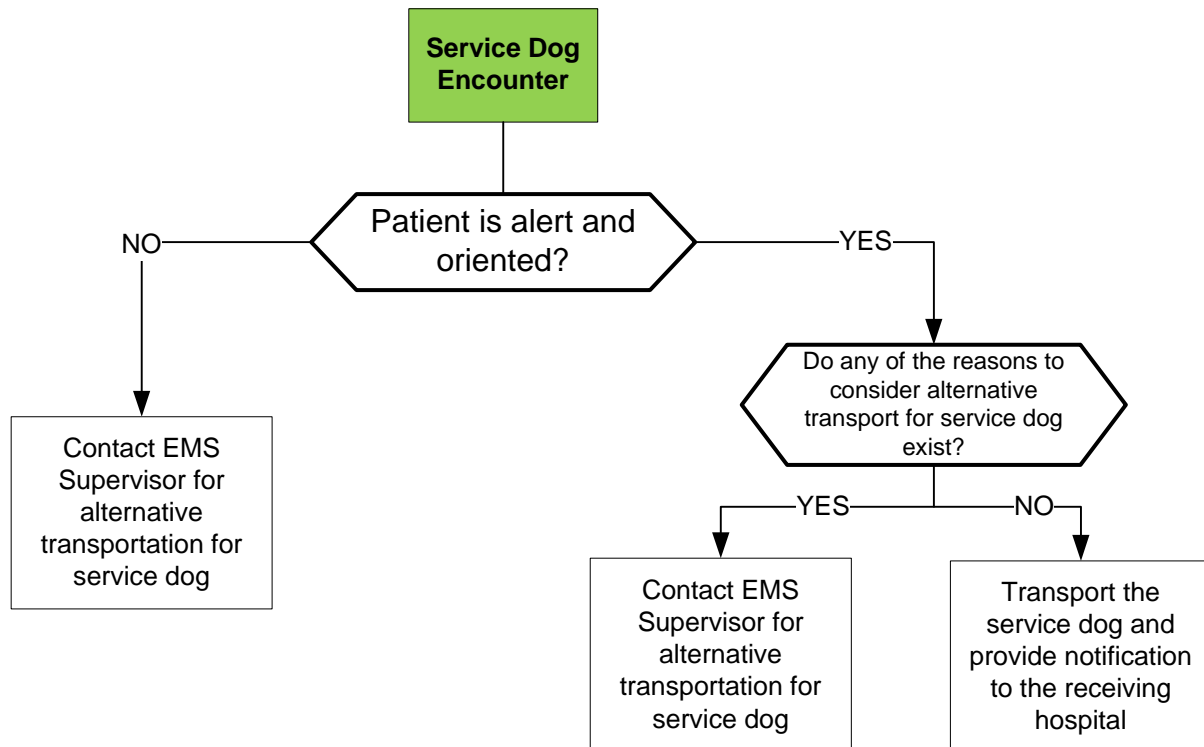 Service Dog
Encounter
Patient is alert and
oriented?
NO
YES
Do any of the reasons to
consider alternative
transport for service dog
exist?
Contact EMS
Supervisor for
alternative
transportation for
service dog
YES
NO
Contact EMS
Supervisor for
alternative
transportation for
service dog
Transport the
service dog and
provide notification
to the receiving
hospital